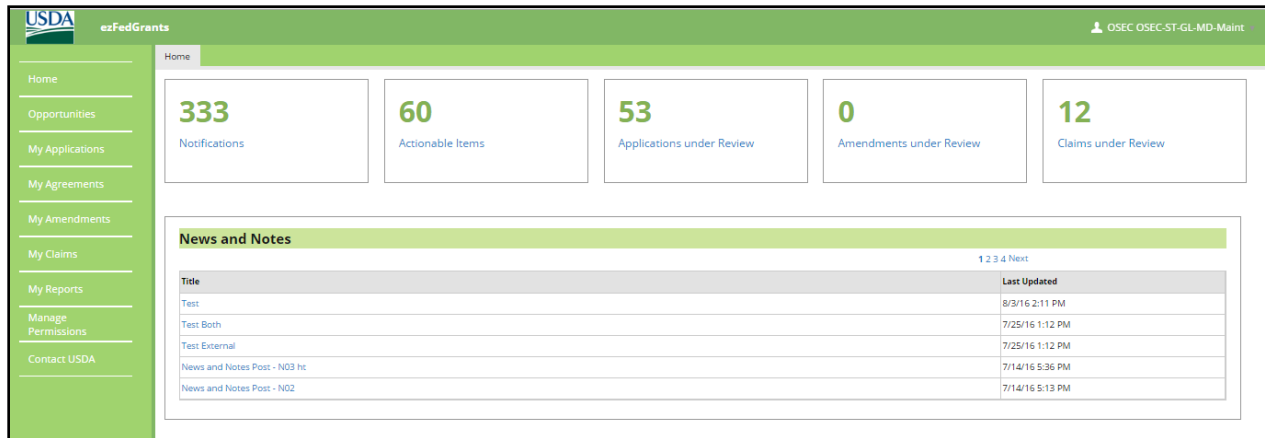 USDA
ezFedGrants
OSEC OSEC-ST-GL-MD-Maint
Home
Home
Opportunities
My Applications
My Agreements
My Amendments
My Claims
My Reports
Manage
Permissions
Contact USDA
333
Notifications
60
Actionable Items
53
Applications under Review
0
Amendments under Review
12
Claims under Review
News and Notes
1 2 3 4 Next
Title Last Updated
Test 8/3/16 2:11 PM
Test Both 7/25/16 1:12 PM
Test External 7/25/16 1:12 PM
News and Notes Post - N03 ht 7/14/16 5:36 PM
News and Notes Post - N02 7/14/16 5:13 PM